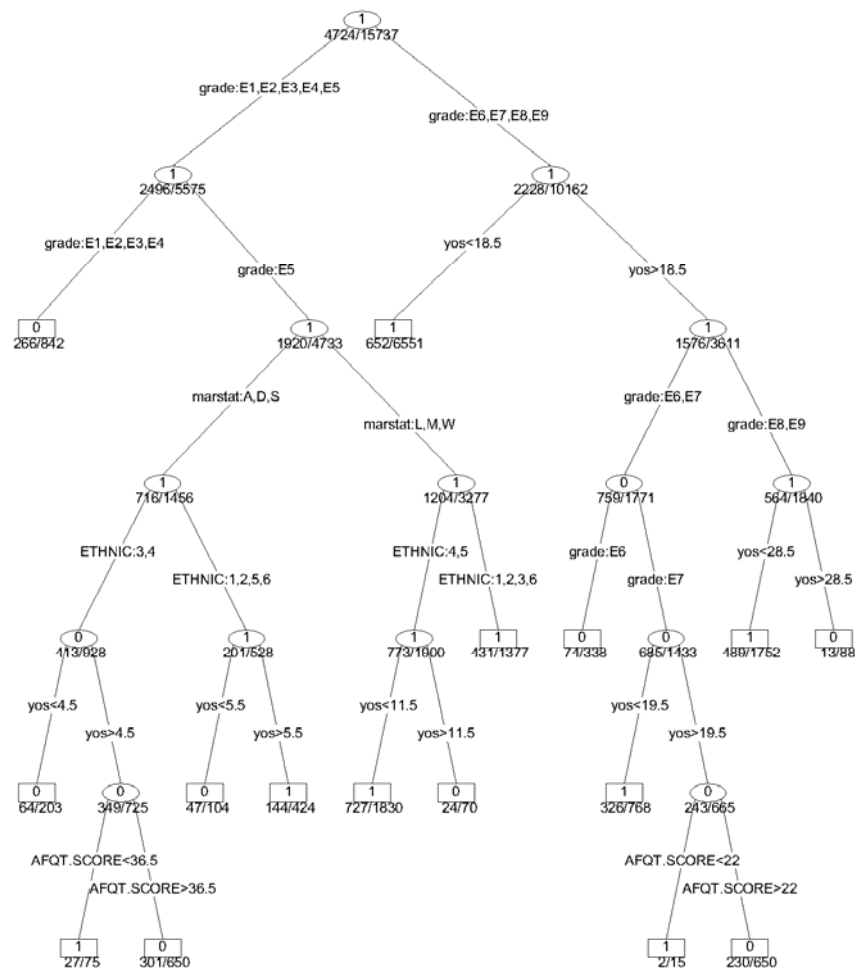 1
4724/15737
grade:E1,E2,E3,E4,E5
grade:E6,E7,E8,E9
1
2496/5575
1
2228/10162
grade:E1,E2,E3,E4
grade:E5
yos<18.5
yos>18.5
0
266/842
1
1920/4733
1
652/6551
1
1576/3611
marstat:A,D,S
marstat:L,M,W
grade:E6,E7
grade:E8,E9
1
716/1456
1
1204/3277
0
759/1771
1
564/1840
ETHNIC:3,4
ETHNIC:1,2,5,6
ETHNIC:4,5
ETHNIC:1,2,3,6
grade:E6
grade:E7
yos<28.5
yos>28.5
0
413/928
1
201/528
1
773/1900
1
431/1377
0
74/338
0
685/1433
1
489/1752
0
13/88
yos<4.5
yos>4.5
yos<5.5
yos>5.5
yos<11.5
yos>11.5
yos<19.5
yos>19.5
0
64/203
0
349/725
0
47/104
1
144/424
1
727/1830
0
24/70
1
326/768
0
243/665
AFQT.SCORE<36.5
AFQT.SCORE>36.5
AFQT.SCORE<22
AFQT.SCORE>22
1
27/75
0
301/650
1
2/15
0
230/650